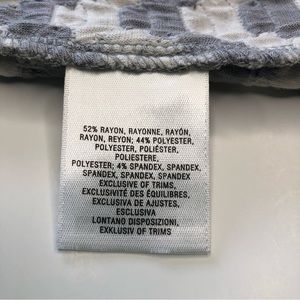 52% RAYON, RAYONNE, RAYÓN,
RAYON, REYON; 44% POLYESTER,
POLYESTER, POLIÉSTER,
POLIESTERE,
POLYESTER; 4% SPANDEX, SPANDEX,
SPANDEX, SPANDEX, SPANDEX
EXCLUSIVE OF TRIMS,
EXCLUSIVITÉ DES ÉQUILIBRES,
EXCLUSIVA DE AJUSTES,
ESCLUSIVA
LONTANO DISPOSIZIONI,
EXKLUSIV OF TRIMS